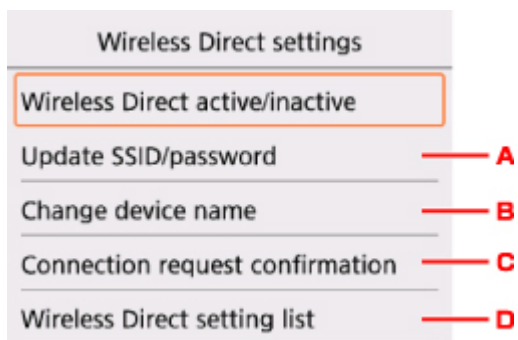 Wireless Direct settings
Wireless Direct active/inactive
Update SSID/password A
Change device name B
Connection request confirmation C
Wireless Direct setting list D